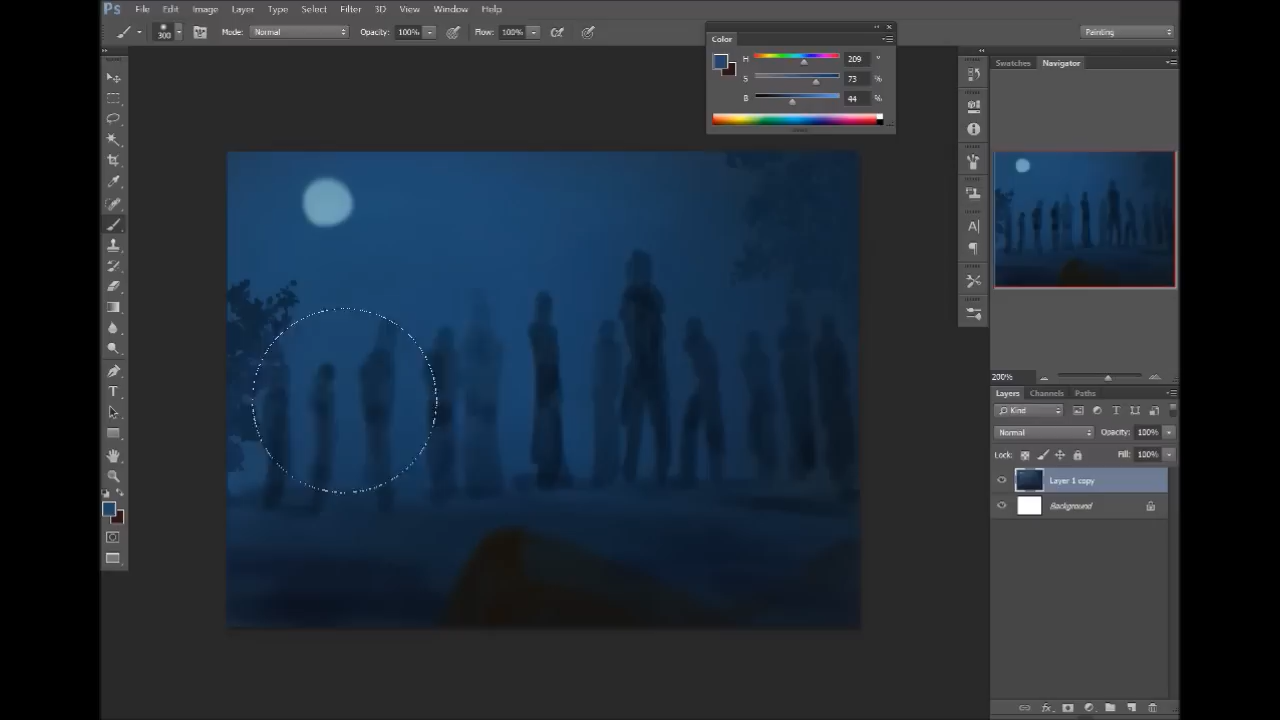 Ps File Edit Image Layer Type Select Filter 3D View Window Help
300 Mode: Normal Opacity: 100% Flow: 100% Painting
Color
H 209 °
S 73 %
B 44 %
Swatches Navigator
200%
Layers Channels Paths
Kind
Normal Opacity: 100%
Lock: Fill: 100%
Layer 1 copy
Background